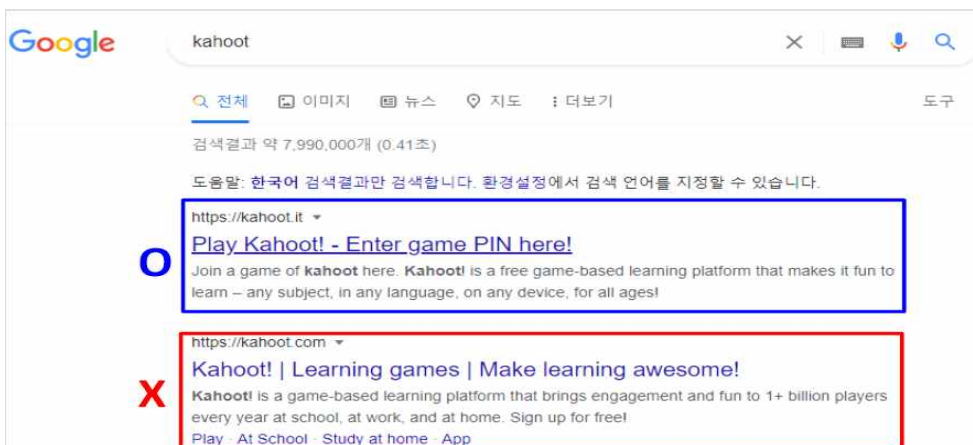 Google kahoot
전체 이미지 뉴스 지도 더보기 도구
검색결과 약 7,990,000개 (0.41초)
도움말: 한국어 검색결과만 검색합니다. 환경설정에서 검색 언어를 지정할 수 있습니다.
https://kahoot.it
Play Kahoot! - Enter game PIN here!
O
Join a game of kahoot here. Kahoot! is a free game-based learning platform that makes it fun to
learn – any subject, in any language, on any device, for all ages!
https://kahoot.com
Kahoot! | Learning games | Make learning awesome!
X
Kahoot! is a game-based learning platform that brings engagement and fun to 1+ billion players
every year at school, at work, and at home. Sign up for free!
Play · At School · Study at home · App